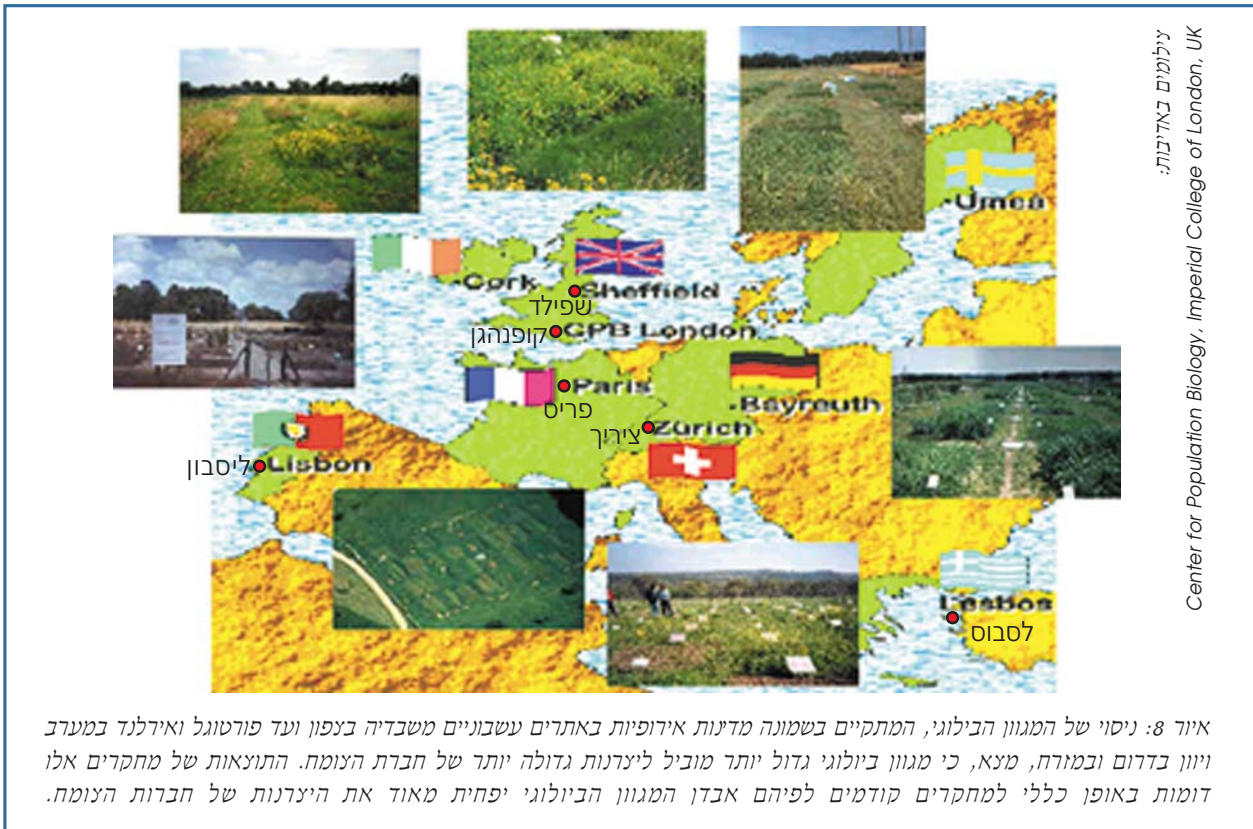 צילומים באדיבות:
Center for Population Biology, Imperial College of London, UK
Umea
Cork
Sheffield
שפילד
קופנהגן
CPB London
Paris
פריס
Bayreuth
ציריך
Zurich
ליסבון
Lisbon
Lesbos
לסבוס
איור 8: ניסוי של המגוון הבילוגי, המתקיים בשמונה מדינות אירופיות באתרים עשבוניים משבדיה בצפון ועד פורטוגל ואירלנד במערב
ויוון בדרום ובמזרח, מצא, כי מגוון ביולוגי גדול יותר מוביל ליצרנות גדולה יותר של חברת הצומח. התוצאות של מחקרים אלו
דומות באופן כללי למחקרים קודמים לפיהם אבדן המגוון הביולוגי יפחית מאוד את היצרנות של חברות הצומח.